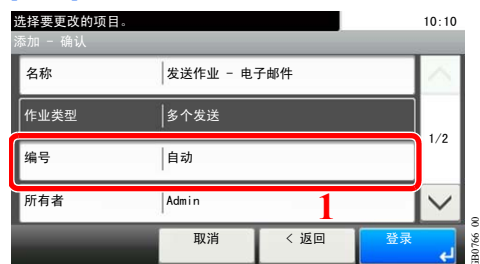 选择要更改的项目。 10:10
添加 - 确认
名称 发送作业 - 电子邮件
作业类型 多个发送
1/2
编号 自动
所有者 Admin
1
取消 < 返回 登录
GB0766_00